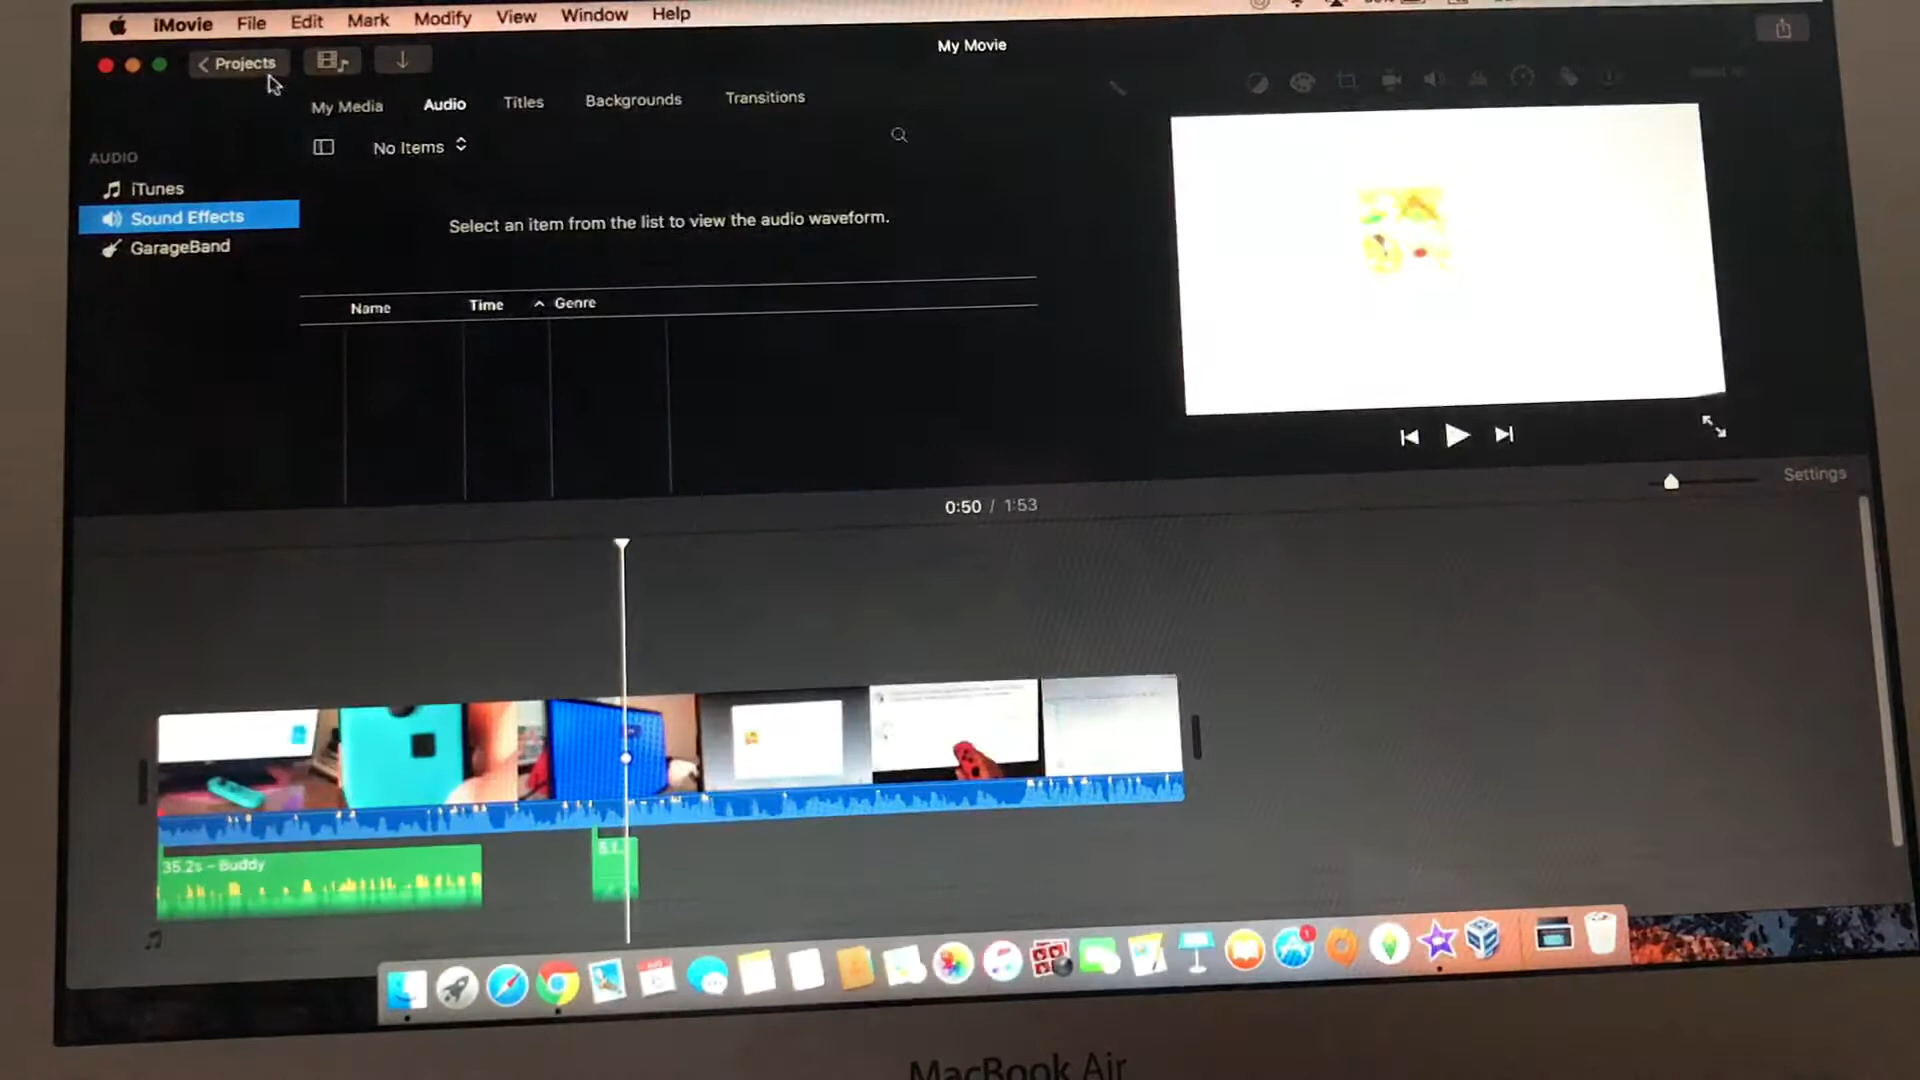 iMovie File Edit Mark Modify View Window Help
Projects
My Movie
My Media Audio Titles Backgrounds Transitions
No Items
AUDIO
iTunes
Sound Effects
GarageBand
Select an item from the list to view the audio waveform.
Name Time Genre
Settings
0:50 / 1:53
35.2s – Buddy
MacBook Air